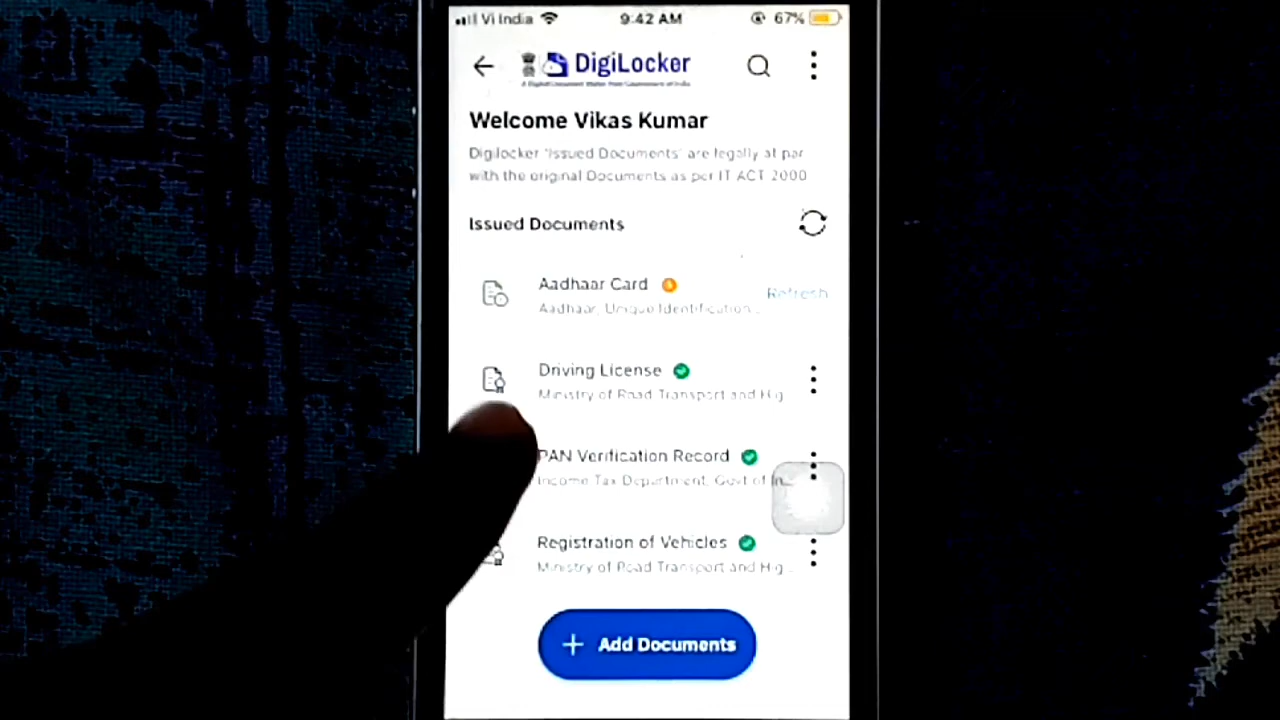 Vi India 9:42 AM 67%
DigiLocker
Welcome Vikas Kumar
Digilocker 'Issued Documents' are legally at par
with the original Documents as per IT ACT 2000
Issued Documents
Aadhaar Card
Refresh
Aadhaar, Unique Identification...
Driving License
Ministry of Road Transport and Hig
PAN Verification Record
Income Tax Department, Govt of In...
Registration of Vehicles
Ministry of Road Transport and Hig...
+ Add Documents